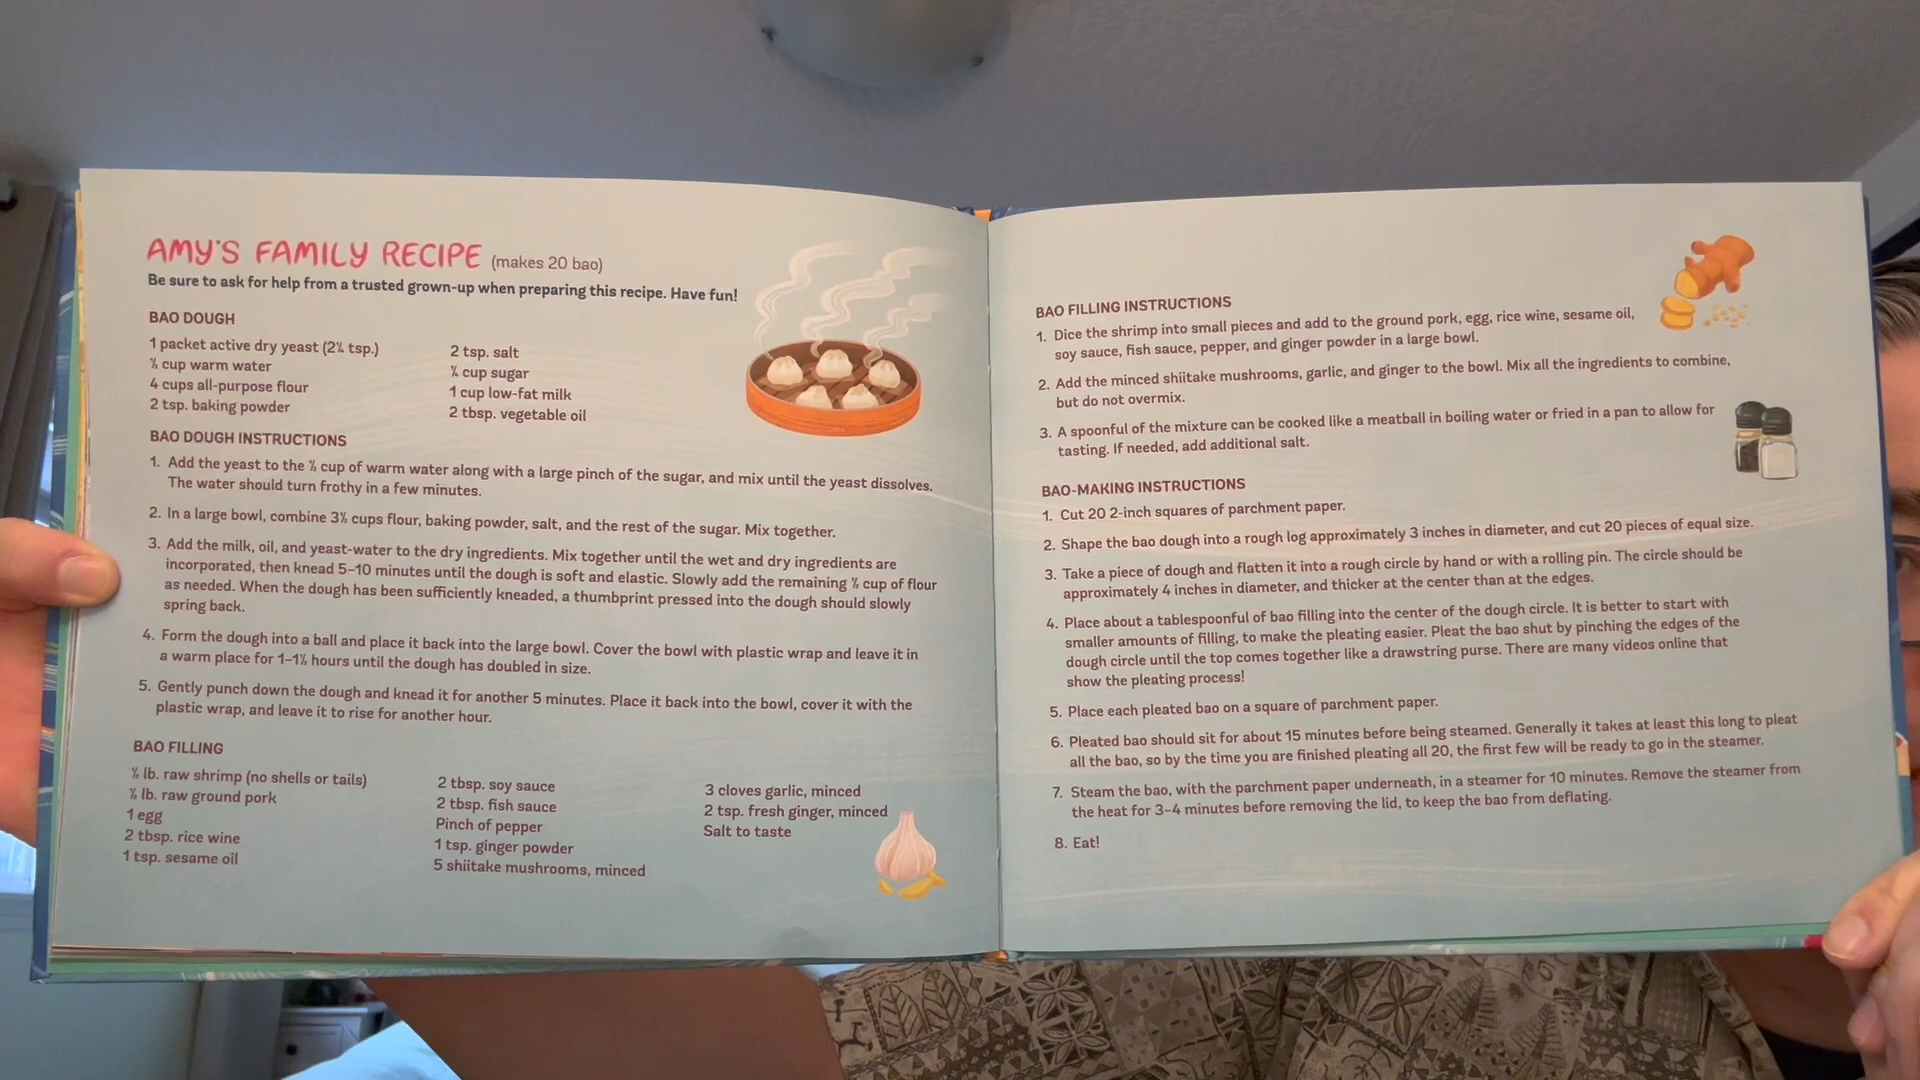 AMY'S FAMILY RECIPE (makes 20 bao)
Be sure to ask for help from a trusted grown-up when preparing this recipe. Have fun!
BAO DOUGH
1 packet active dry yeast (2¼ tsp.)
½ cup warm water
4 cups all-purpose flour
2 tsp. baking powder
2 tsp. salt
¼ cup sugar
1 cup low-fat milk
2 tbsp. vegetable oil
BAO DOUGH INSTRUCTIONS
1. Add the yeast to the ½ cup of warm water along with a large pinch of the sugar, and mix until the yeast dissolves.
The water should turn frothy in a few minutes.
2. In a large bowl, combine 3½ cups flour, baking powder, salt, and the rest of the sugar. Mix together.
3. Add the milk, oil, and yeast-water to the dry ingredients. Mix together until the wet and dry ingredients are
incorporated, then knead 5–10 minutes until the dough is soft and elastic. Slowly add the remaining ½ cup of flour
as needed. When the dough has been sufficiently kneaded, a thumbprint pressed into the dough should slowly
spring back.
4. Form the dough into a ball and place it back into the large bowl. Cover the bowl with plastic wrap and leave it in
a warm place for 1–1½ hours until the dough has doubled in size.
5. Gently punch down the dough and knead it for another 5 minutes. Place it back into the bowl, cover it with the
plastic wrap, and leave it to rise for another hour.
BAO FILLING
½ lb. raw shrimp (no shells or tails)
½ lb. raw ground pork
1 egg
2 tbsp. rice wine
1 tsp. sesame oil
2 tbsp. soy sauce
2 tbsp. fish sauce
Pinch of pepper
1 tsp. ginger powder
5 shiitake mushrooms, minced
3 cloves garlic, minced
2 tsp. fresh ginger, minced
Salt to taste
BAO FILLING INSTRUCTIONS
1. Dice the shrimp into small pieces and add to the ground pork, egg, rice wine, sesame oil,
soy sauce, fish sauce, pepper, and ginger powder in a large bowl.
2. Add the minced shiitake mushrooms, garlic, and ginger to the bowl. Mix all the ingredients to combine,
but do not overmix.
3. A spoonful of the mixture can be cooked like a meatball in boiling water or fried in a pan to allow for
tasting. If needed, add additional salt.
BAO-MAKING INSTRUCTIONS
1. Cut 20 2-inch squares of parchment paper.
2. Shape the bao dough into a rough log approximately 3 inches in diameter, and cut 20 pieces of equal size.
3. Take a piece of dough and flatten it into a rough circle by hand or with a rolling pin. The circle should be
approximately 4 inches in diameter, and thicker at the center than at the edges.
4. Place about a tablespoonful of bao filling into the center of the dough circle. It is better to start with
smaller amounts of filling, to make the pleating easier. Pleat the bao shut by pinching the edges of the
dough circle until the top comes together like a drawstring purse. There are many videos online that
show the pleating process!
5. Place each pleated bao on a square of parchment paper.
6. Pleated bao should sit for about 15 minutes before being steamed. Generally it takes at least this long to pleat
all the bao, so by the time you are finished pleating all 20, the first few will be ready to go in the steamer.
7. Steam the bao, with the parchment paper underneath, in a steamer for 10 minutes. Remove the steamer from
the heat for 3–4 minutes before removing the lid, to keep the bao from deflating.
8. Eat!